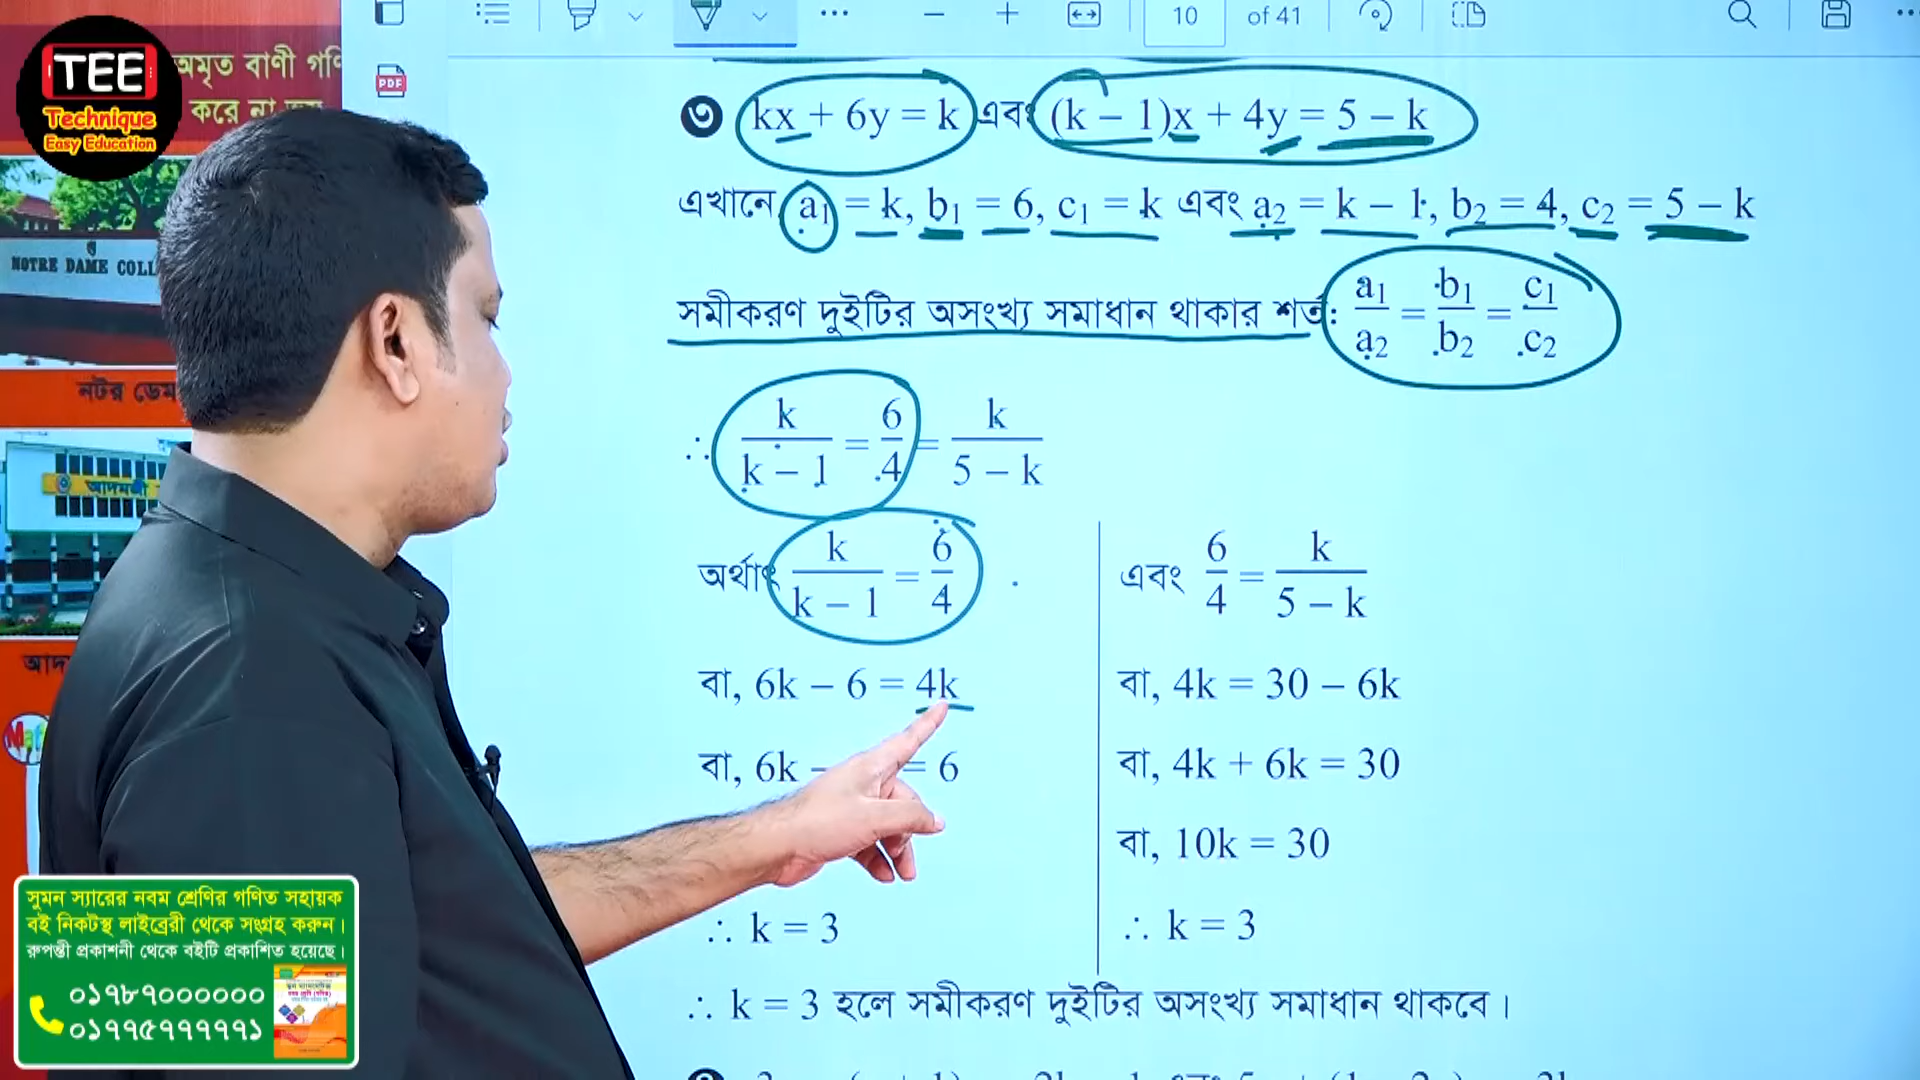 10 of 41
TEE
Technique
Easy Education
অমৃত বাণী
করে না
PDF
NOTRE DAME
নটর
৩ kx + 6y = k এবং (k – 1)x + 4y = 5 – k
এখানে, a₁ = k, b₁ = 6, c₁ = k এবং a₂ = k – 1, b₂ = 4, c₂ = 5 – k
সমীকরণ দুইটির অসংখ্য সমাধান থাকার শর্ত: a₁/a₂ = b₁/b₂ = c₁/c₂
∴ k/(k – 1) = 6/4 = k/(5 – k)
অর্থাৎ k/(k – 1) = 6/4
বা, 6k – 6 = 4k
বা, 6k – = 6
∴ k = 3
এবং 6/4 = k/(5 – k)
বা, 4k = 30 – 6k
বা, 4k + 6k = 30
বা, 10k = 30
∴ k = 3
∴ k = 3 হলে সমীকরণ দুইটির অসংখ্য সমাধান থাকবে।
সুমন স্যারের নবম শ্রেণির গণিত সহায়ক
বই নিকটস্থ লাইব্রেরী থেকে সংগ্রহ করুন।
রুপন্তী প্রকাশনী থেকে বইটি প্রকাশিত হয়েছে।
০১৭৮৭০০০০০০
০১৭৭৫৭৭৭৭৭১